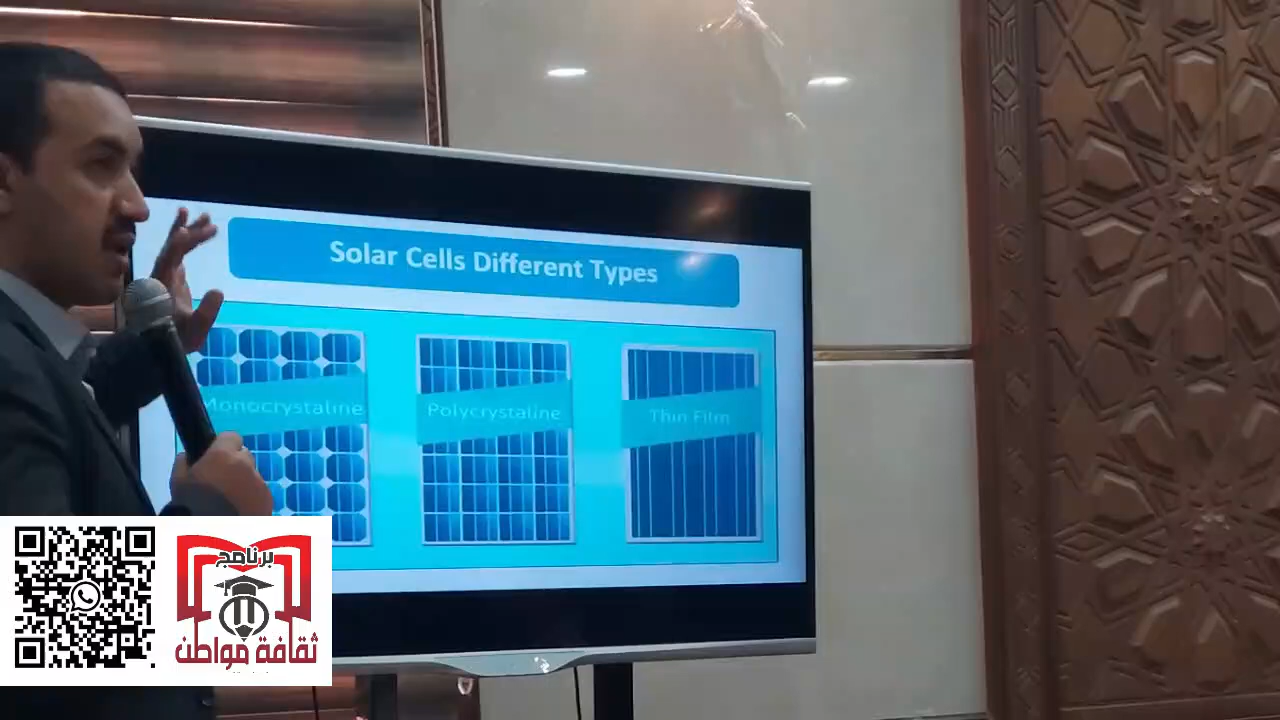 Solar Cells Different Types
Monocrystaline
Polycrystaline
Thin Film
برنامج
ثقافة مواطن